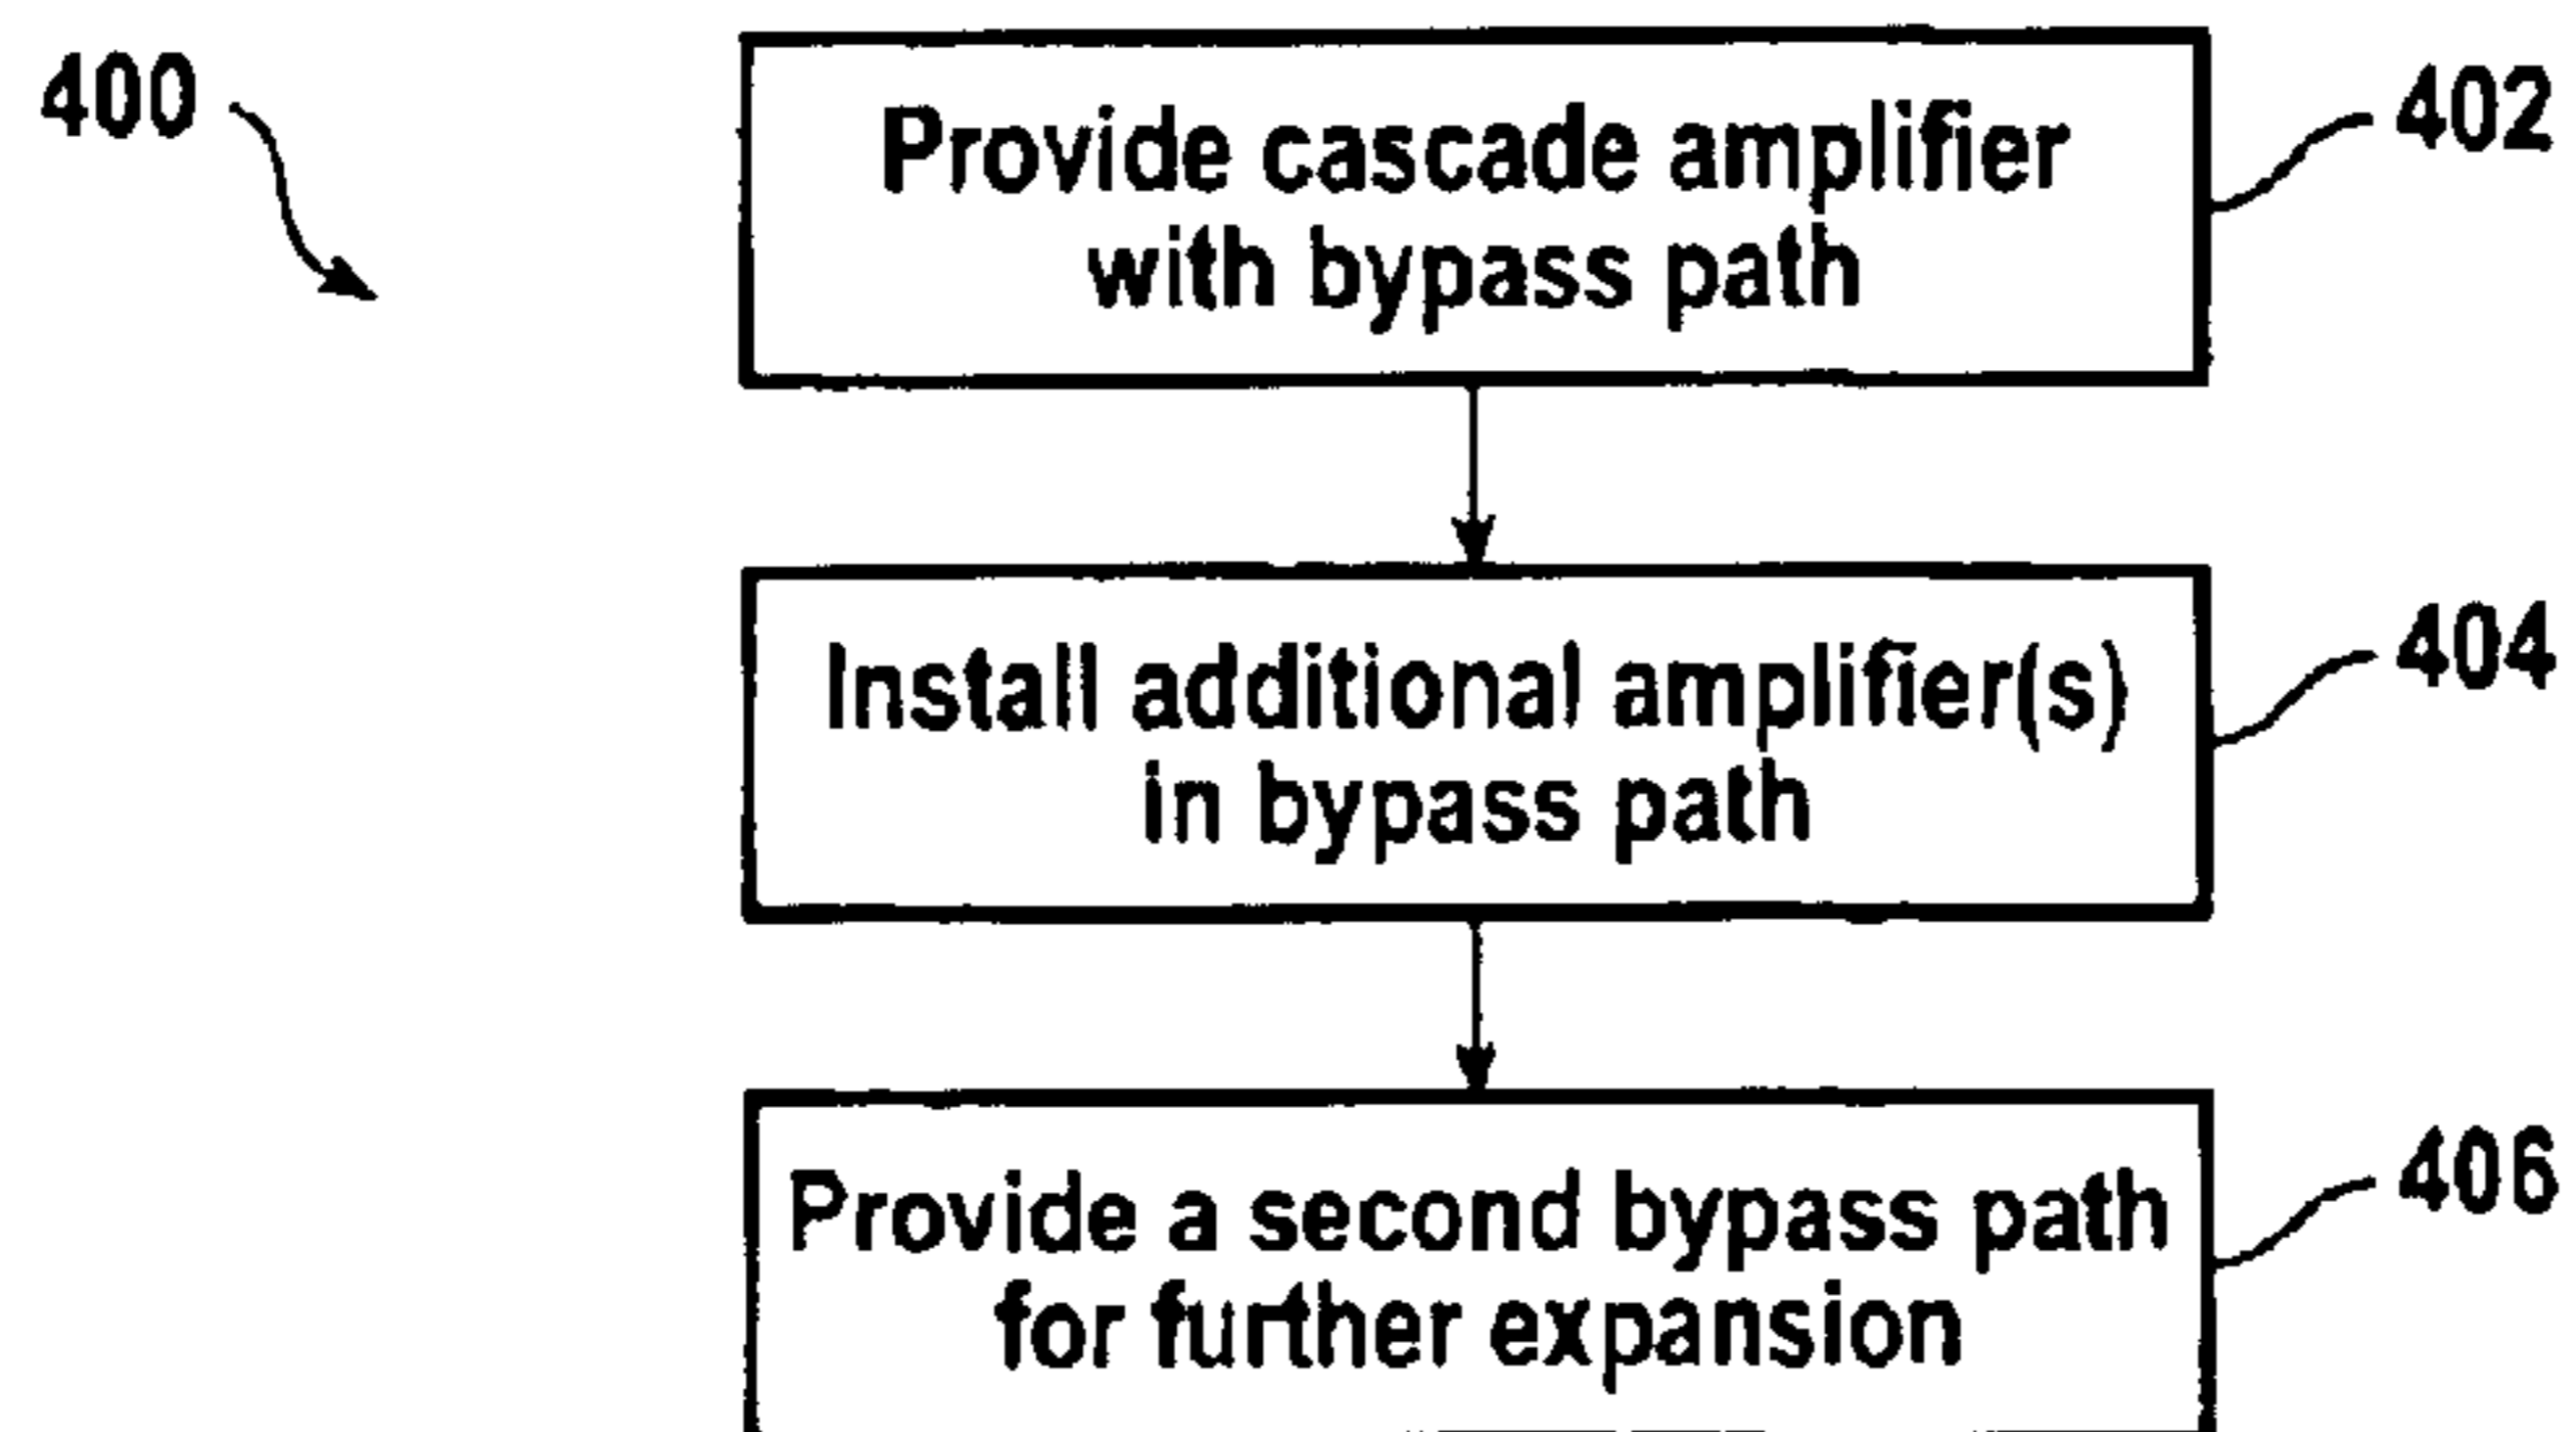 400
Provide cascade amplifier
with bypass path
402
Install additional amplifier(s)
in bypass path
404
Provide a second bypass path
for further expansion
406